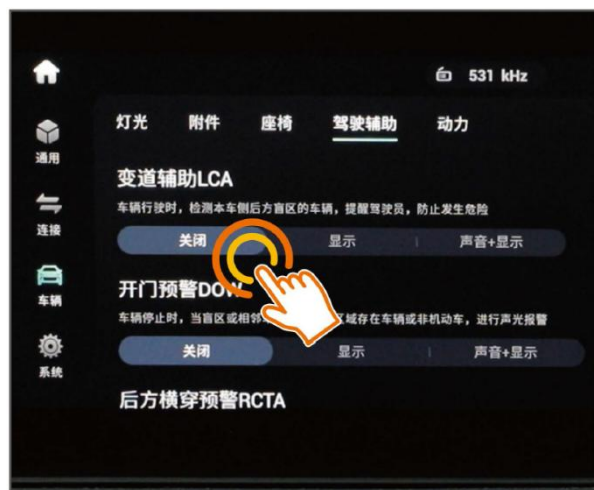 531 kHz
灯光 附件 座椅 驾驶辅助 动力
通用
变道辅助LCA
车辆行驶时，检测本车侧后方盲区的车辆，提醒驾驶员，防止发生危险
连接
关闭 显示 声音+显示
开门预警DOW
车辆
车辆停止时，当盲区或相邻 区域存在车辆或非机动车，进行声光报警
关闭 显示 声音+显示
系统
后方横穿预警RCTA